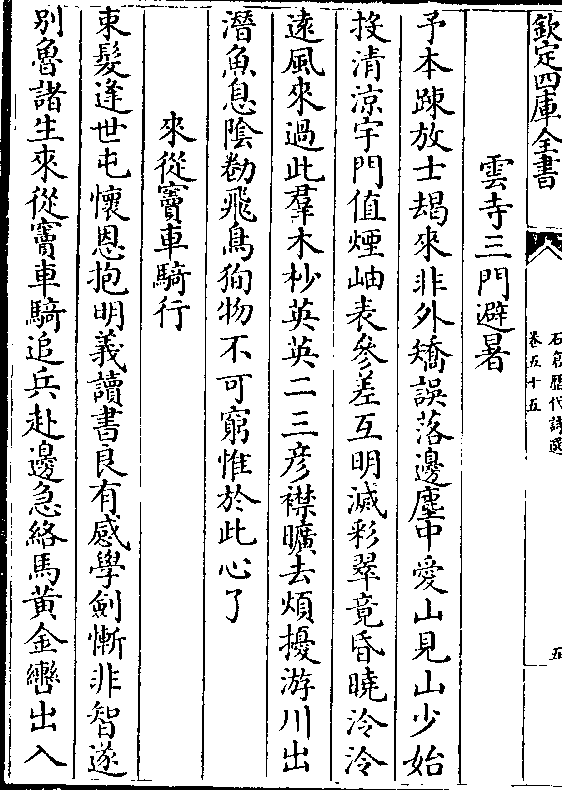 欽定四庫全書
石倉歷代詩選
卷五十五
五
雲寺三門避暑
予本踈放士朅來非外矯誤落邊塵中愛山見山少始
投清涼宇門值煙岫表參差互明滅彩翠竟昏曉泠泠
遠風來過此羣木杪英英二三彦襟曠去煩擾游川出
潛魚息陰勌飛鳥狥物不可窮惟於此心了
來從竇車騎行
束髮逢世屯懷恩抱明義讀書良有感學劍慚非智遂
别魯諸生來從竇車騎追兵赴邊急絡馬黄金轡出入